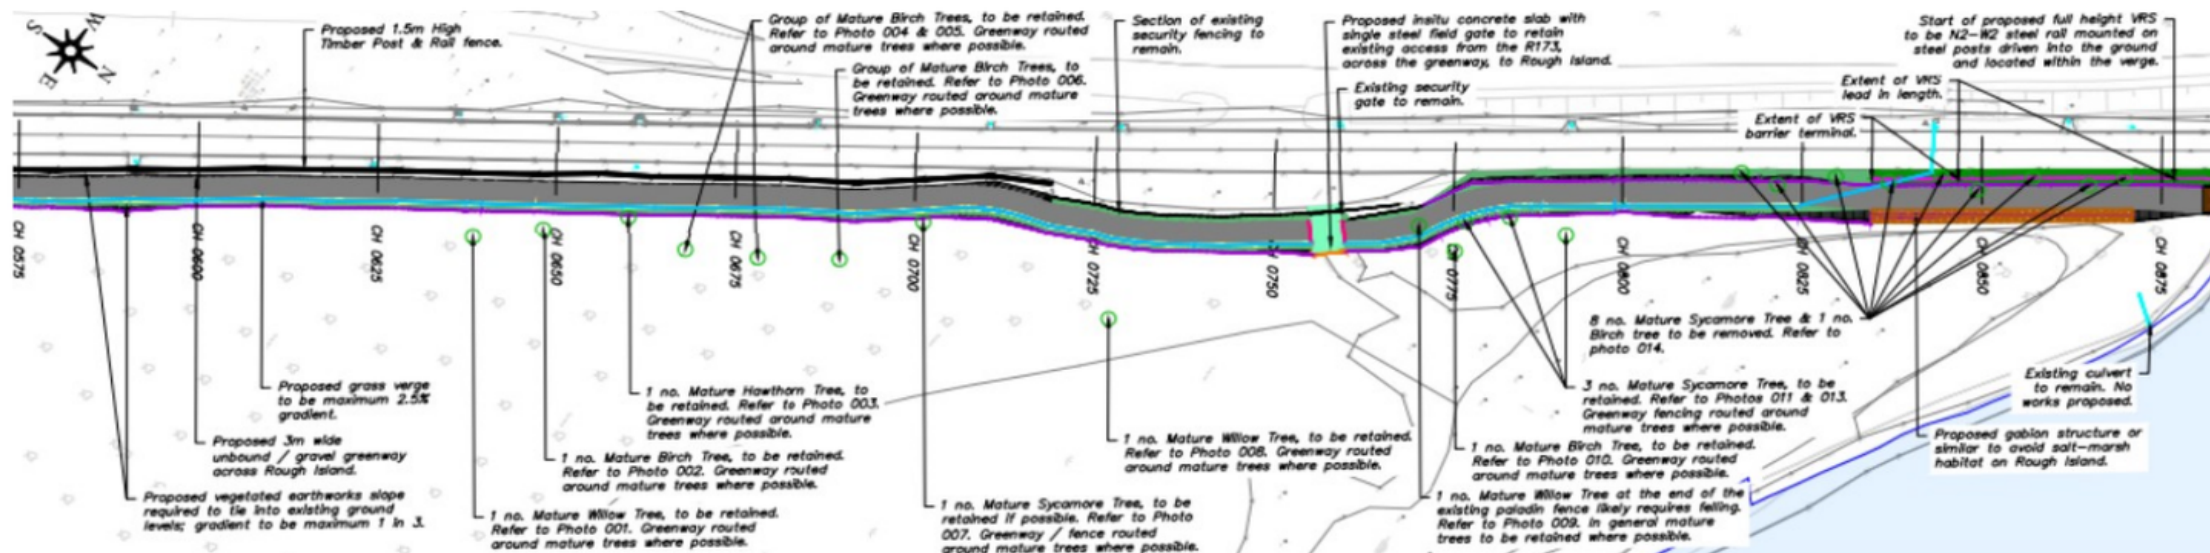 W
S
N
E
Proposed 1.5m High
Timber Post & Rail fence.
Group of Mature Birch Trees, to be retained.
Refer to Photo 004 & 005. Greenway routed
around mature trees where possible.
Group of Mature Birch Trees, to
be retained. Refer to Photo 006.
Greenway routed around mature
trees where possible.
Section of existing
security fencing to
remain.
Proposed insitu concrete slab with
single steel field gate to retain
existing access from the R173,
across the greenway, to Rough Island.
Existing security
gate to remain.
Start of proposed full height VRS
to be N2-W2 steel rail mounted on
steel posts driven into the ground
and located within the verge.
Extent of VRS
lead in length.
Extent of VRS
barrier terminal.
CH 0575
CH 0600
CH 0625
CH 0650
CH 0675
CH 0700
CH 0725
CH 0750
CH 0775
CH 0800
CH 0825
CH 0850
CH 0875
Proposed grass verge
to be maximum 2.5%
gradient.
Proposed 3m wide
unbound / gravel greenway
across Rough Island.
Proposed vegetated earthworks slope
required to tie into existing ground
levels; gradient to be maximum 1 in 3.
1 no. Mature Hawthorn Tree, to
be retained. Refer to Photo 003.
Greenway routed around mature
trees where possible.
1 no. Mature Birch Tree, to be retained.
Refer to Photo 002. Greenway routed
around mature trees where possible.
1 no. Mature Willow Tree, to be retained.
Refer to Photo 001. Greenway routed
around mature trees where possible.
1 no. Mature Sycamore Tree, to be
retained if possible. Refer to Photo
007. Greenway / fence routed
around mature trees where possible.
1 no. Mature Willow Tree, to be retained.
Refer to Photo 008. Greenway routed
around mature trees where possible.
8 no. Mature Sycamore Tree & 1 no.
Birch tree to be removed. Refer to
photo 014.
3 no. Mature Sycamore Tree, to be
retained. Refer to Photos 011 & 013.
Greenway fencing routed around
mature trees where possible.
1 no. Mature Birch Tree, to be retained.
Refer to Photo 010. Greenway routed
around mature trees where possible.
1 no. Mature Willow Tree at the end of the
existing paladin fence likely requires felling.
Refer to Photo 009. In general mature
trees to be retained where possible.
Existing culvert
to remain. No
works proposed.
Proposed gabion structure or
similar to avoid salt-marsh
habitat on Rough Island.